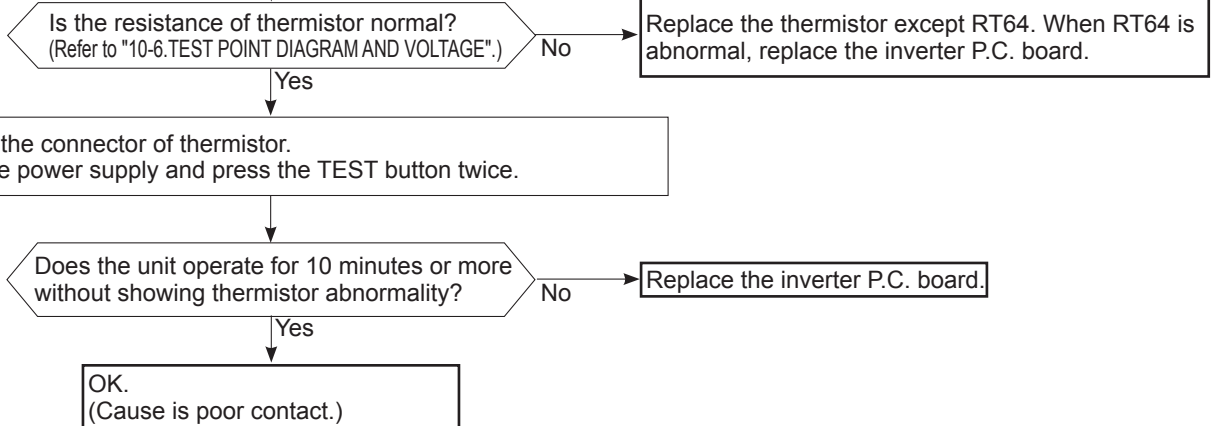 Is the resistance of thermistor normal?
(Refer to "10-6.TEST POINT DIAGRAM AND VOLTAGE".)
No
Replace the thermistor except RT64. When RT64 is
abnormal, replace the inverter P.C. board.
Yes
the connector of thermistor.
power supply and press the TEST button twice.
Does the unit operate for 10 minutes or more
without showing thermistor abnormality?
No
Replace the inverter P.C. board.
Yes
OK.
(Cause is poor contact.)